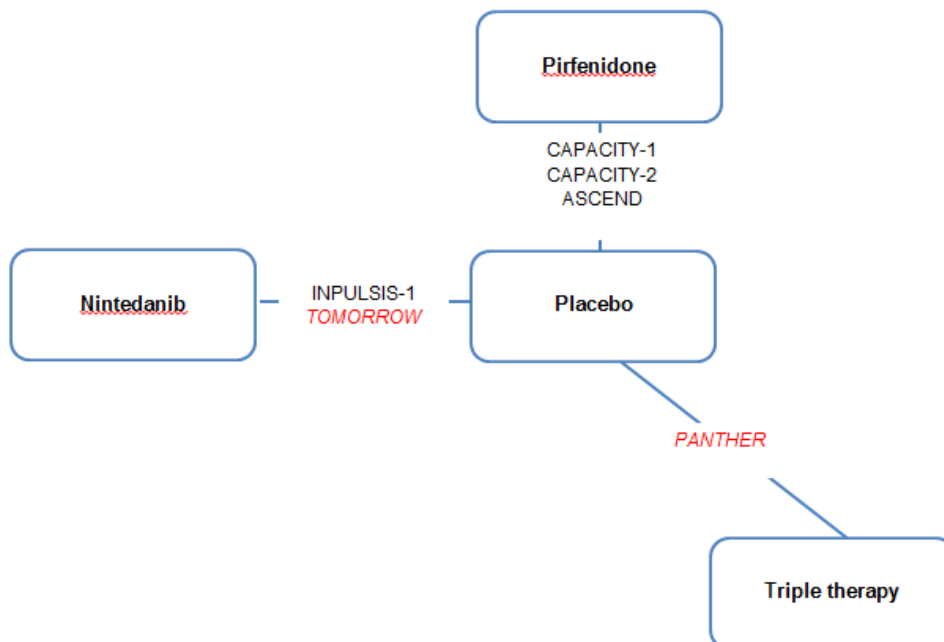 Pirfenidone
CAPACITY-1
CAPACITY-2
ASCEND
Nintedanib
INPULSIS-1
TOMORROW
Placebo
PANTHER
Triple therapy